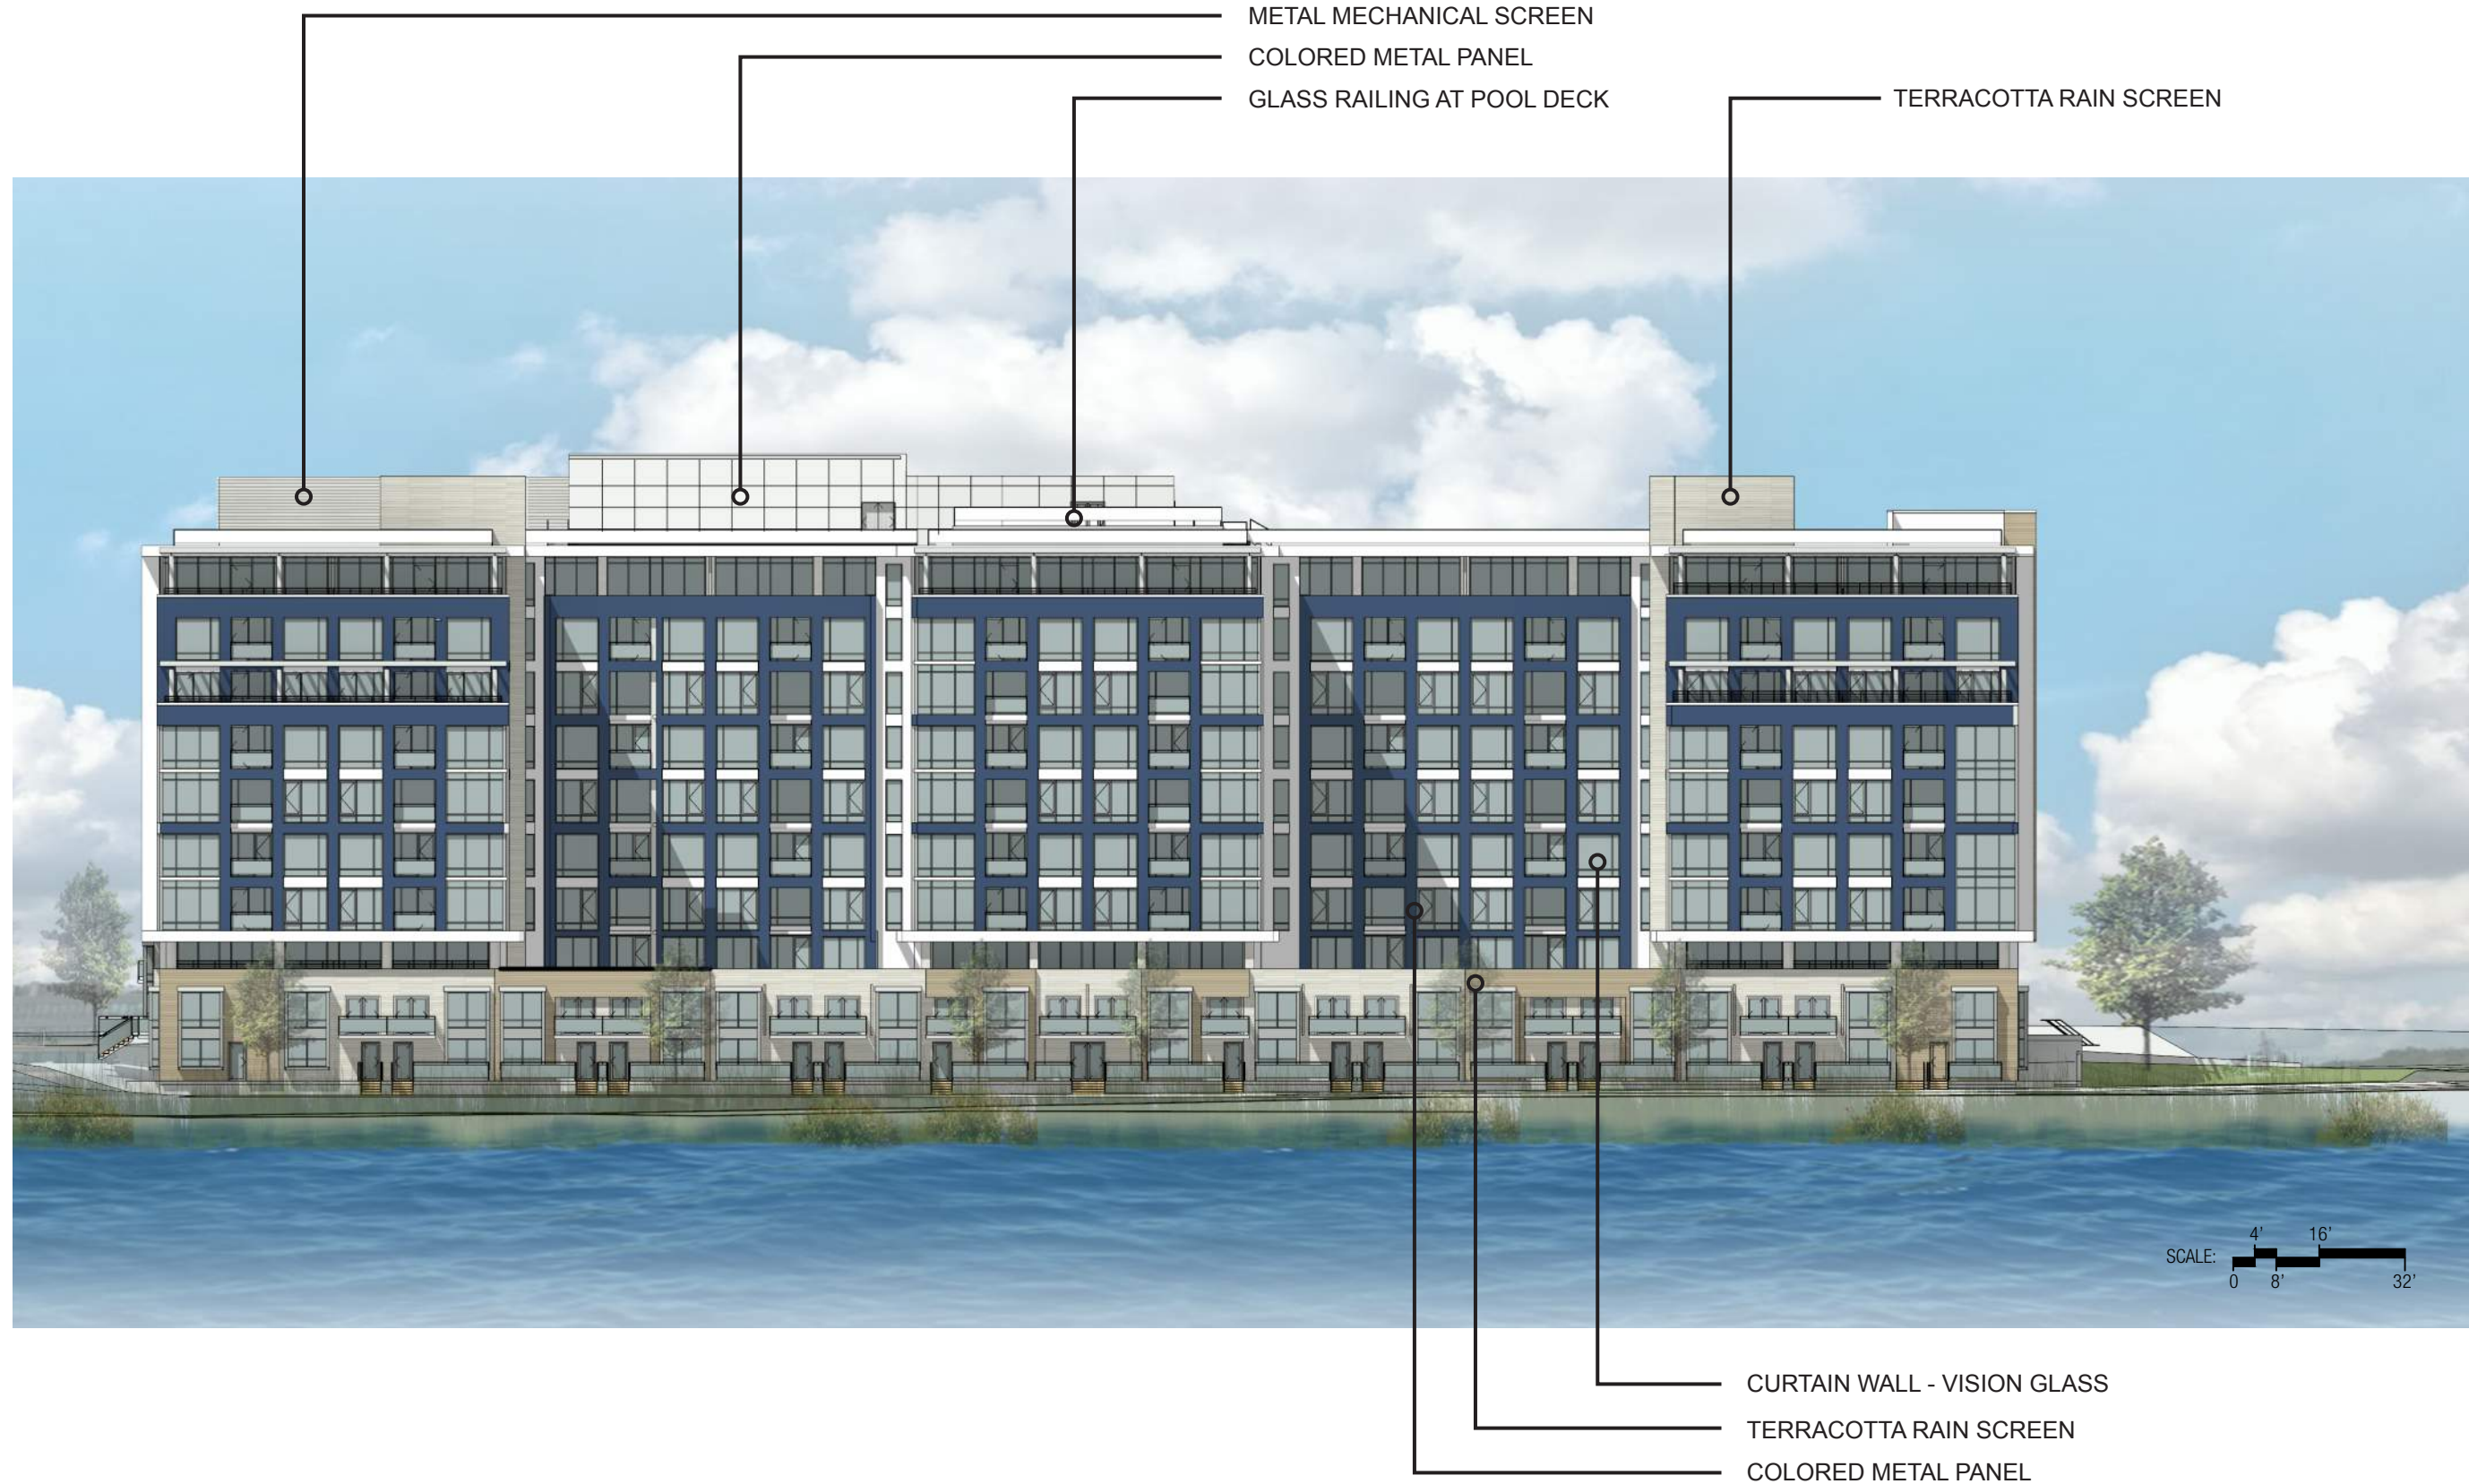 METAL MECHANICAL SCREEN
COLORED METAL PANEL
GLASS RAILING AT POOL DECK
TERRACOTTA RAIN SCREEN
4' 16'
SCALE:
0 8' 32'
CURTAIN WALL - VISION GLASS
TERRACOTTA RAIN SCREEN
COLORED METAL PANEL